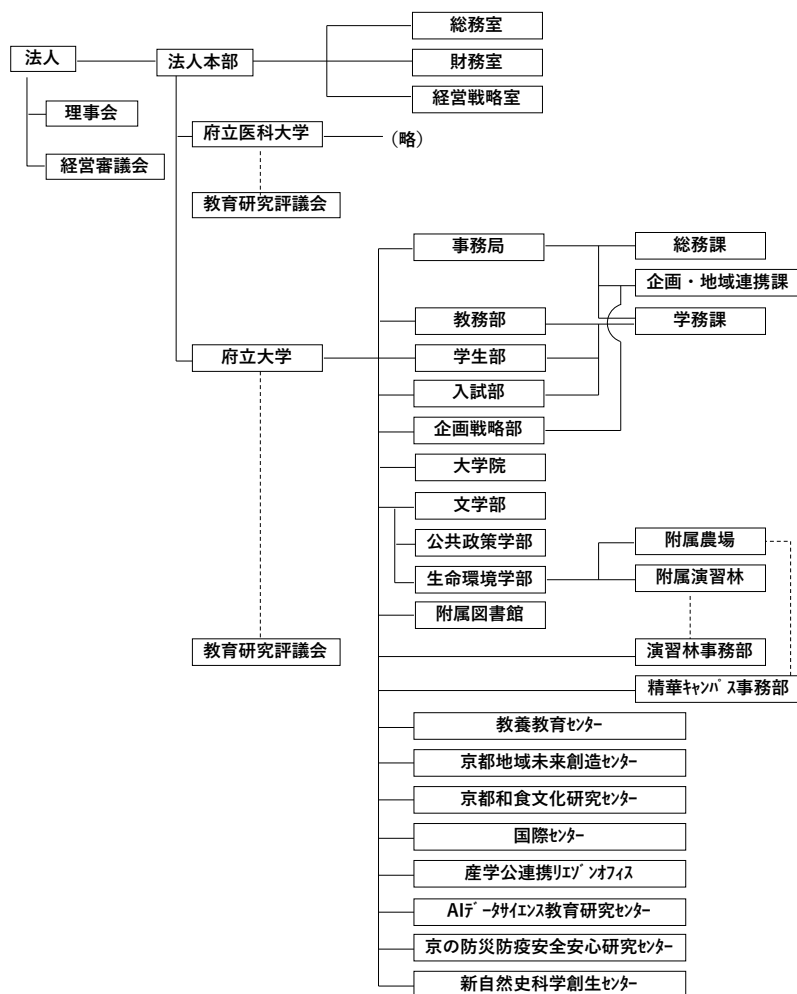 総務室
法人
法人本部
財務室
経営戦略室
理事会
府立医科大学
(略)
経営審議会
教育研究評議会
事務局
総務課
企画・地域連携課
教務部
学務課
府立大学
学生部
入試部
企画戦略部
大学院
文学部
公共政策学部
附属農場
生命環境学部
附属演習林
附属図書館
教育研究評議会
演習林事務部
精華ｷｬﾝﾊﾟｽ事務部
教養教育ｾﾝﾀｰ
京都地域未来創造ｾﾝﾀｰ
京都和食文化研究ｾﾝﾀｰ
国際ｾﾝﾀｰ
産学公連携ﾘｴｿﾞﾝｵﾌｨｽ
AIﾃﾞｰﾀｻｲｴﾝｽ教育研究ｾﾝﾀｰ
京の防災防疫安全安心研究ｾﾝﾀｰ
新自然史科学創生ｾﾝﾀｰ